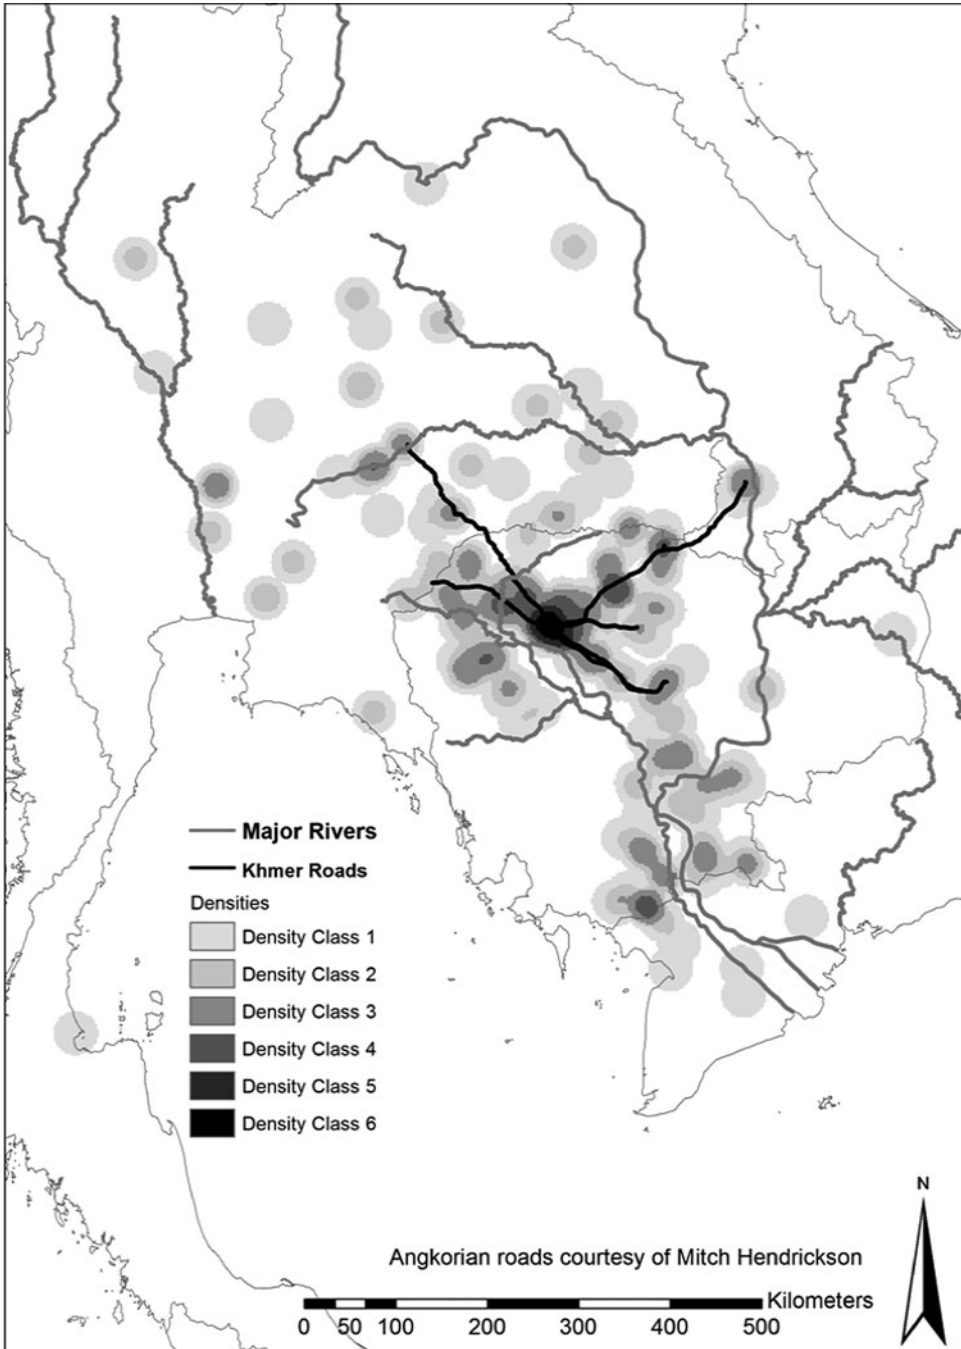 Major Rivers
Khmer Roads
Densities
Density Class 1
Density Class 2
Density Class 3
Density Class 4
Density Class 5
Density Class 6
N
Angkorian roads courtesy of Mitch Hendrickson
Kilometers
0 50 100 200 300 400 500